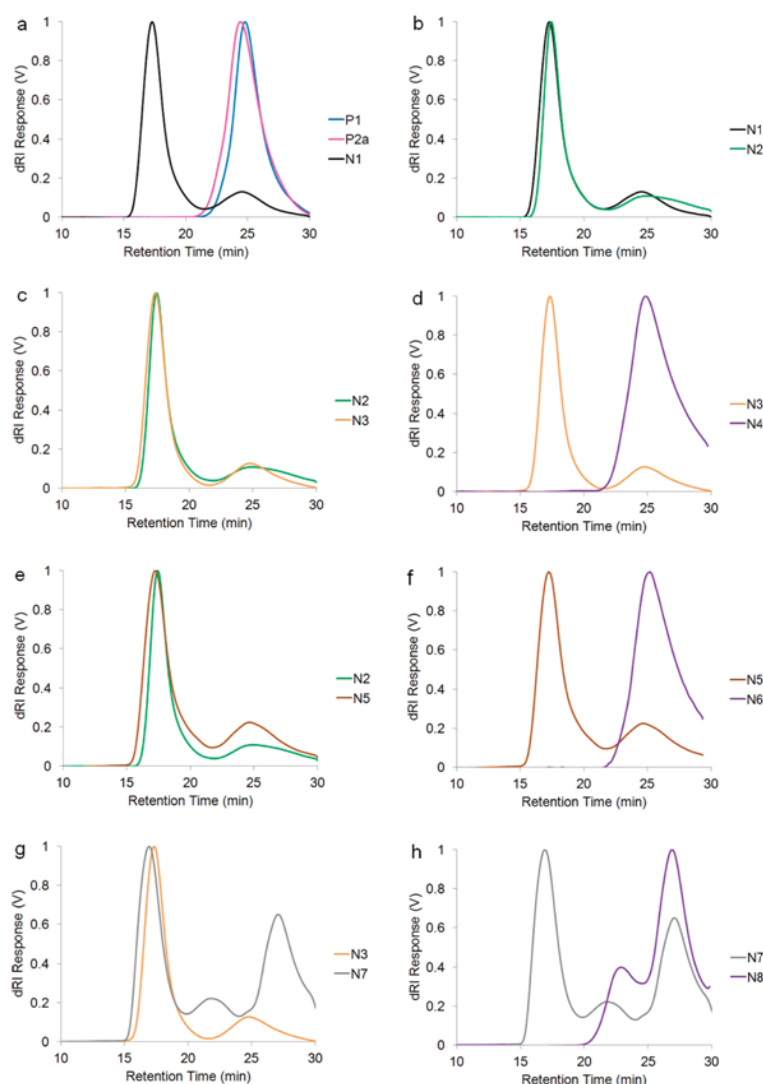 a
1
0.8
0.6
0.4
0.2
0
dRI Response (V)
10 15 20 25 30
Retention Time (min)
P1
P2a
N1
b
1
0.8
0.6
0.4
0.2
0
dRI Response (V)
10 15 20 25 30
Retention Time (min)
N1
N2
c
1
0.8
0.6
0.4
0.2
0
dRI Response (V)
10 15 20 25 30
Retention Time (min)
N2
N3
d
1
0.8
0.6
0.4
0.2
0
dRI Response (V)
10 15 20 25 30
Retention Time (min)
N3
N4
e
1
0.8
0.6
0.4
0.2
0
dRI Response (V)
10 15 20 25 30
Retention Time (min)
N2
N5
f
1
0.8
0.6
0.4
0.2
0
dRI Response (V)
10 15 20 25 30
Retention Time (min)
N5
N6
g
1
0.8
0.6
0.4
0.2
0
dRI Response (V)
10 15 20 25 30
Retention Time (min)
N3
N7
h
1
0.8
0.6
0.4
0.2
0
dRI Response (V)
10 15 20 25 30
Retention Time (min)
N7
N8